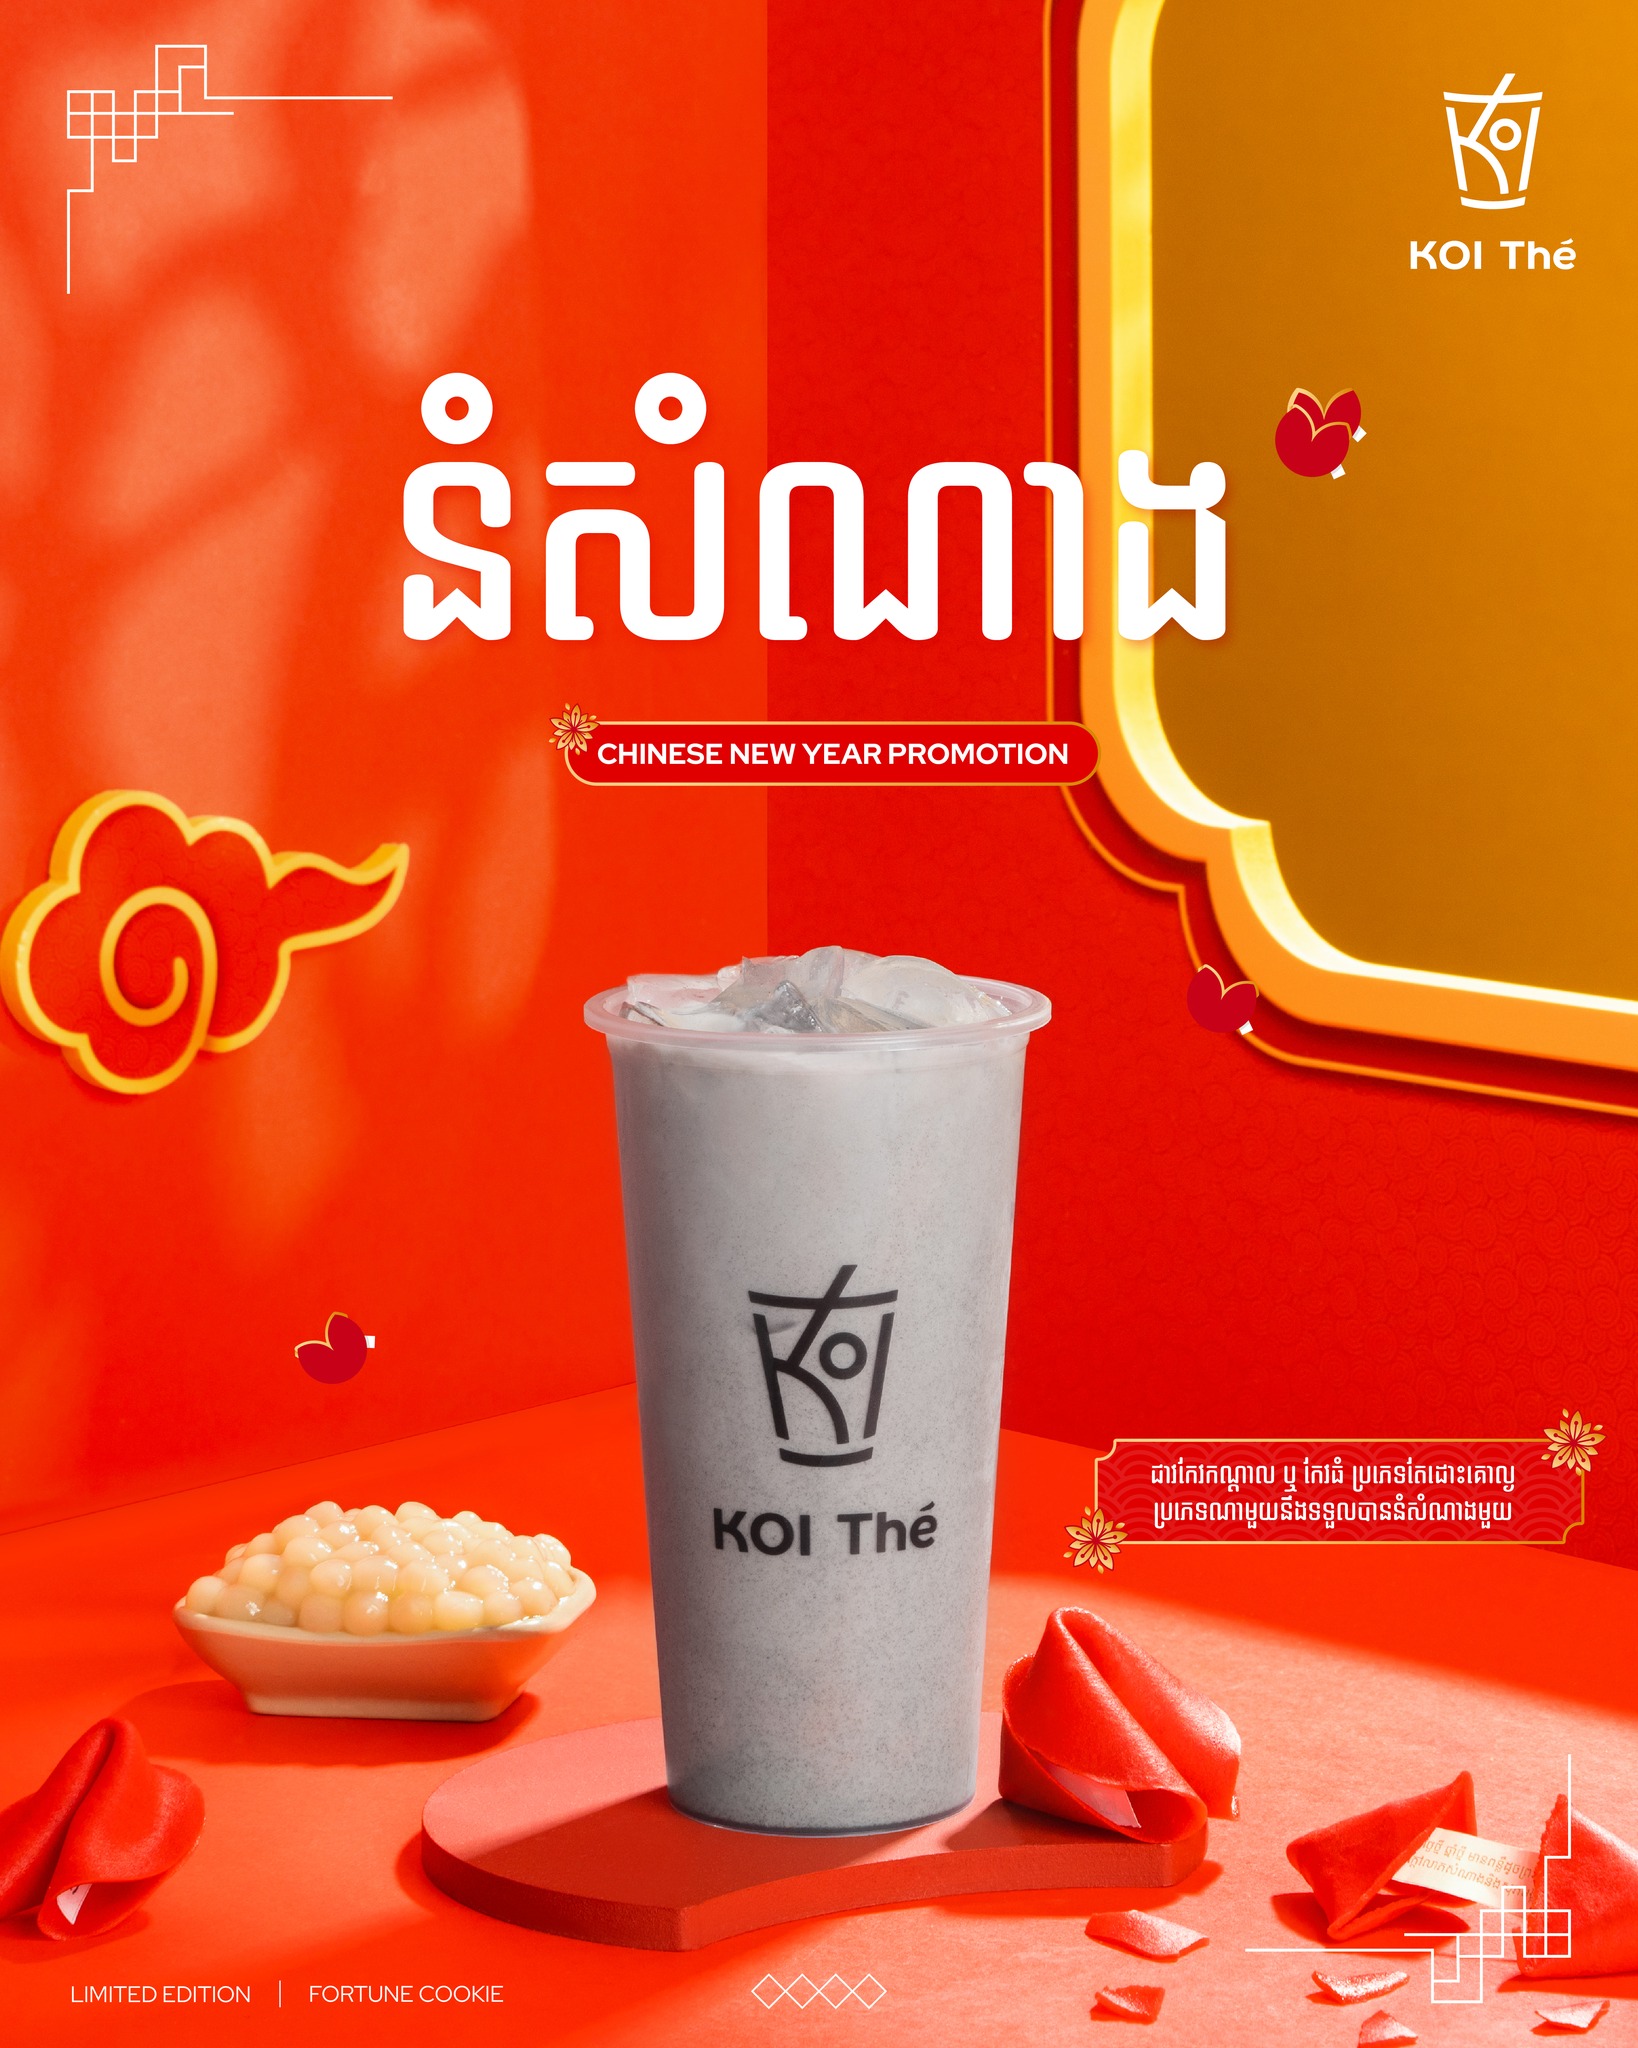 KOI Thé
នំសំណាង
CHINESE NEW YEAR PROMOTION
KOI Thé
ជាវកែវកណ្តាល ឬ កែវធំ ប្រភេទតែដោះគោល្ង
ប្រភេទណាមួយនឹងទទួលបាននំសំណាងមួយ
LIMITED EDITION | FORTUNE COOKIE